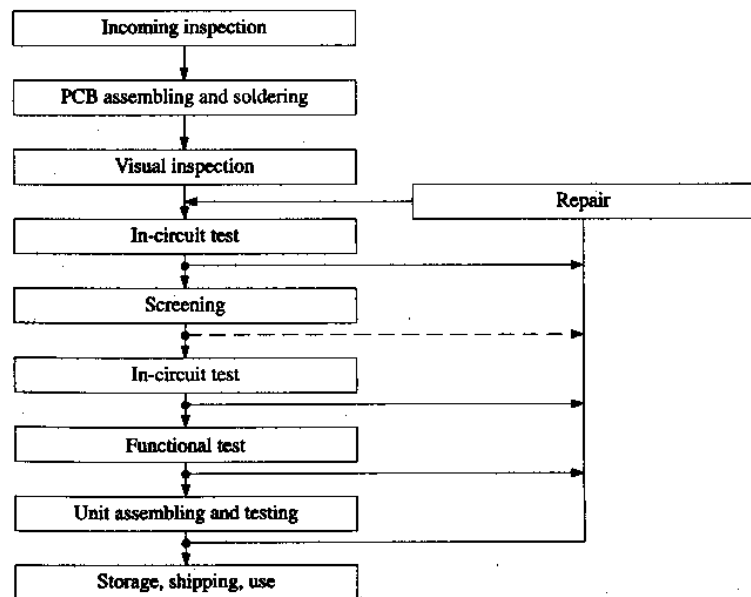 Incoming inspection
PCB assembling and soldering
Visual inspection
Repair
In-circuit test
Screening
In-circuit test
Functional test
Unit assembling and testing
Storage, shipping, use